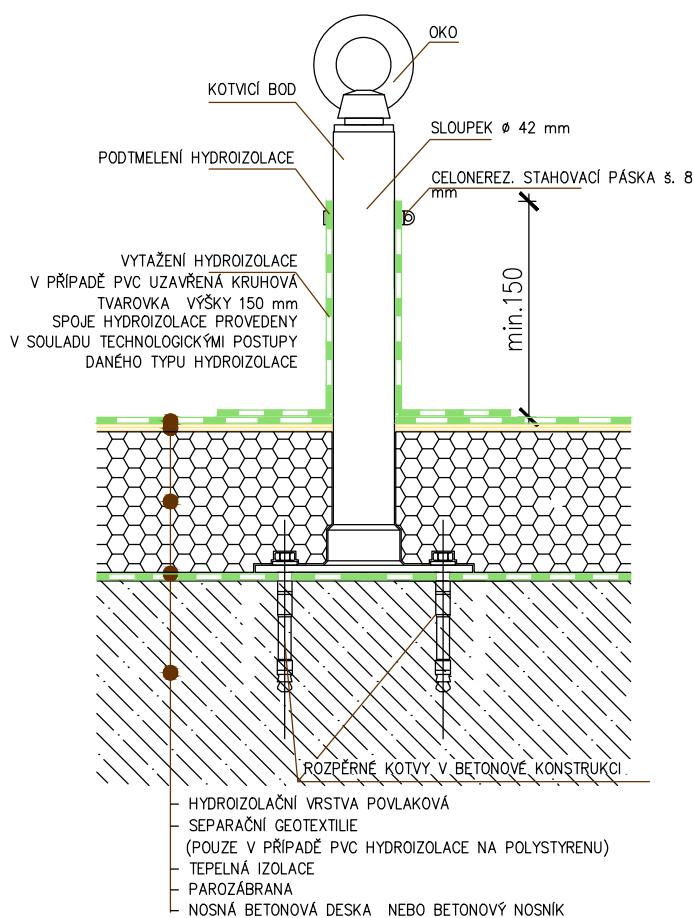 OKO
KOTVICÍ BOD
SLOUPEK ø 42 mm
PODTMELENÍ HYDROIZOLACE
CELONEREZ. STAHOVACÍ PÁSKA š. 8
mm
VYTAŽENÍ HYDROIZOLACE
V PŘÍPADĚ PVC UZAVŘENÁ KRUHOVÁ
TVAROVKA VÝŠKY 150 mm
SPOJE HYDROIZOLACE PROVEDENY
V SOULADU TECHNOLOGICKÝMI POSTUPY
DANÉHO TYPU HYDROIZOLACE
min.150
ROZPĚRNÉ KOTVY V BETONOVÉ KONSTRUKCI
HYDROIZOLAČNÍ VRSTVA POVLAKOVÁ
SEPARAČNÍ GEOTEXTILIE
(POUZE V PŘÍPADĚ PVC HYDROIZOLACE NA POLYSTYRENU)
TEPELNÁ IZOLACE
PAROZÁBRANA
NOSNÁ BETONOVÁ DESKA NEBO BETONOVÝ NOSNÍK